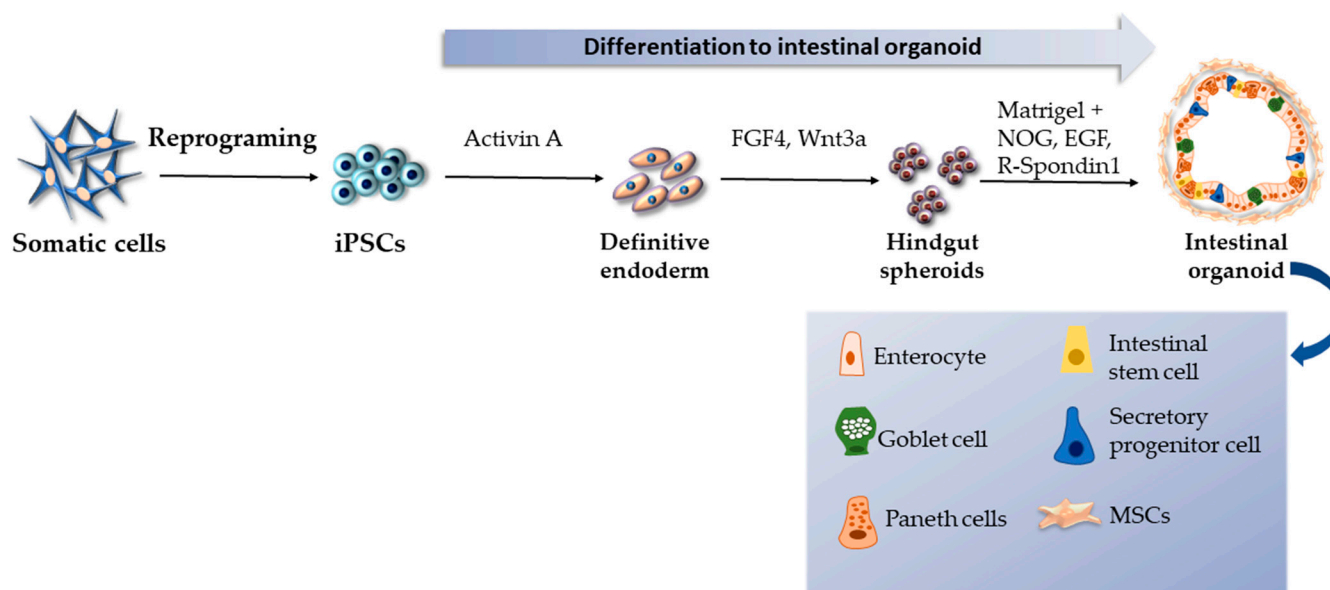 Differentiation to intestinal organoid
Reprograming
Activin A
FGF4, Wnt3a
Matrigel +
NOG, EGF,
R-Spondin1
Somatic cells
iPSCs
Definitive
endoderm
Hindgut
spheroids
Intestinal
organoid
Enterocyte
Intestinal
stem cell
Goblet cell
Secretory
progenitor cell
Paneth cells
MSCs